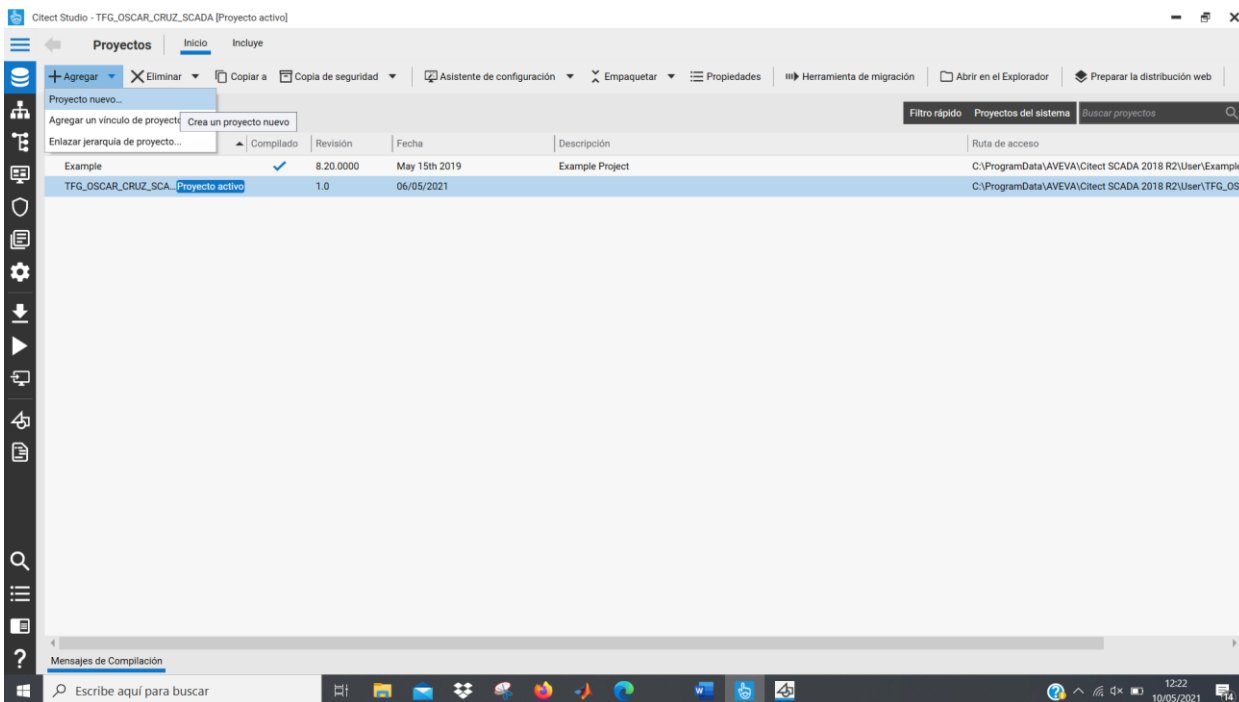 Citect Studio - TFG_OSCAR_CRUZ_SCADA [Proyecto activo]
Proyectos Inicio Incluye
Agregar Eliminar Copiar a Copia de seguridad Asistente de configuración Empaquetar Propiedades Herramienta de migración Abrir en el Explorador Preparar la distribución web
Proyecto nuevo...
Agregar un vínculo de proyecto
Crea un proyecto nuevo
Filtro rápido Proyectos del sistema Buscar proyectos
Enlazar jerarquía de proyecto...
Compilado Revisión Fecha Descripción Ruta de acceso
Example 8.20.0000 May 15th 2019 Example Project C:\ProgramData\AVEVA\Citect SCADA 2018 R2\User\Example
TFG_OSCAR_CRUZ_SCA... Proyecto activo 1.0 06/05/2021 C:\ProgramData\AVEVA\Citect SCADA 2018 R2\User\TFG_OS
Mensajes de Compilación
Escribe aquí para buscar
12:22
10/05/2021
14